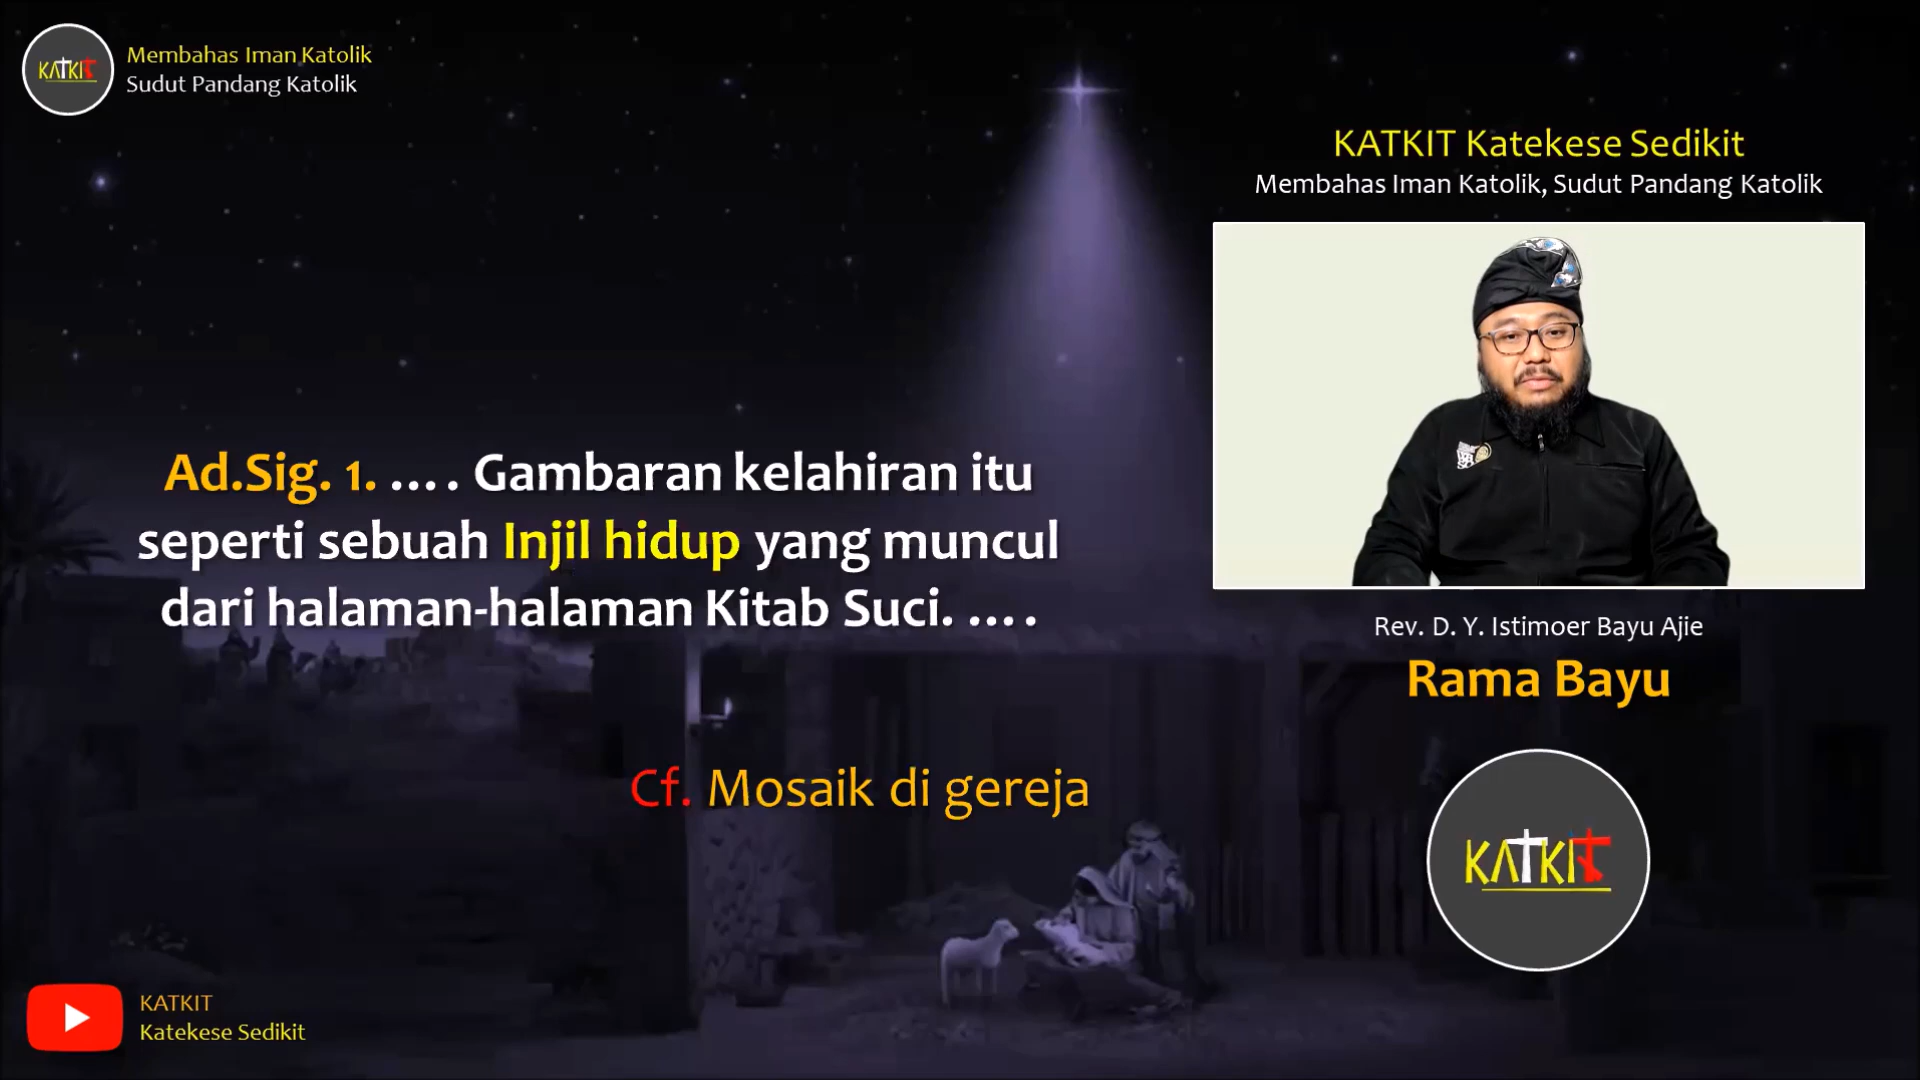 KATKIT
Membahas Iman Katolik
Sudut Pandang Katolik
KATKIT Katekese Sedikit
Membahas Iman Katolik, Sudut Pandang Katolik
Ad.Sig. 1. .... Gambaran kelahiran itu
seperti sebuah Injil hidup yang muncul
dari halaman-halaman Kitab Suci. ....
Cf. Mosaik di gereja
Rev. D. Y. Istimoer Bayu Ajie
Rama Bayu
KATKIT
KATKIT
Katekese Sedikit